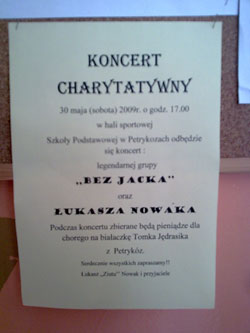 KONCERT
CHARYTATYWNY
30 maja (sobota) 2009r. o godz. 17.00
w hali sportowej
Szkoły Podstawowej w Petrykozach odbędzie
się koncert :
legendarnej grupy
„BEZ JACKA”
oraz
ŁUKASZA NOWAKA
Podczas koncertu zbierane będą pieniądze dla
chorego na białaczkę Tomka Jędrasika
z Petrykóz.
Serdecznie wszystkich zapraszamy!!
Łukasz „Ziuta” Nowak i przyjaciele